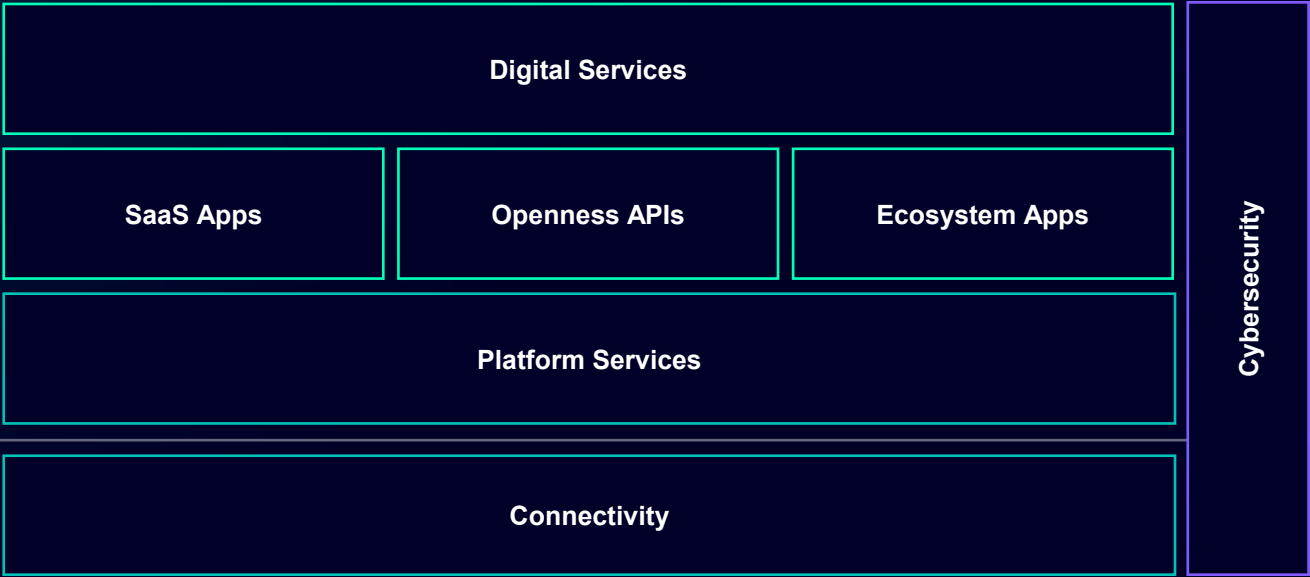 Digital Services
SaaS Apps
Openness APIs
Ecosystem Apps
Platform Services
Connectivity
Cybersecurity